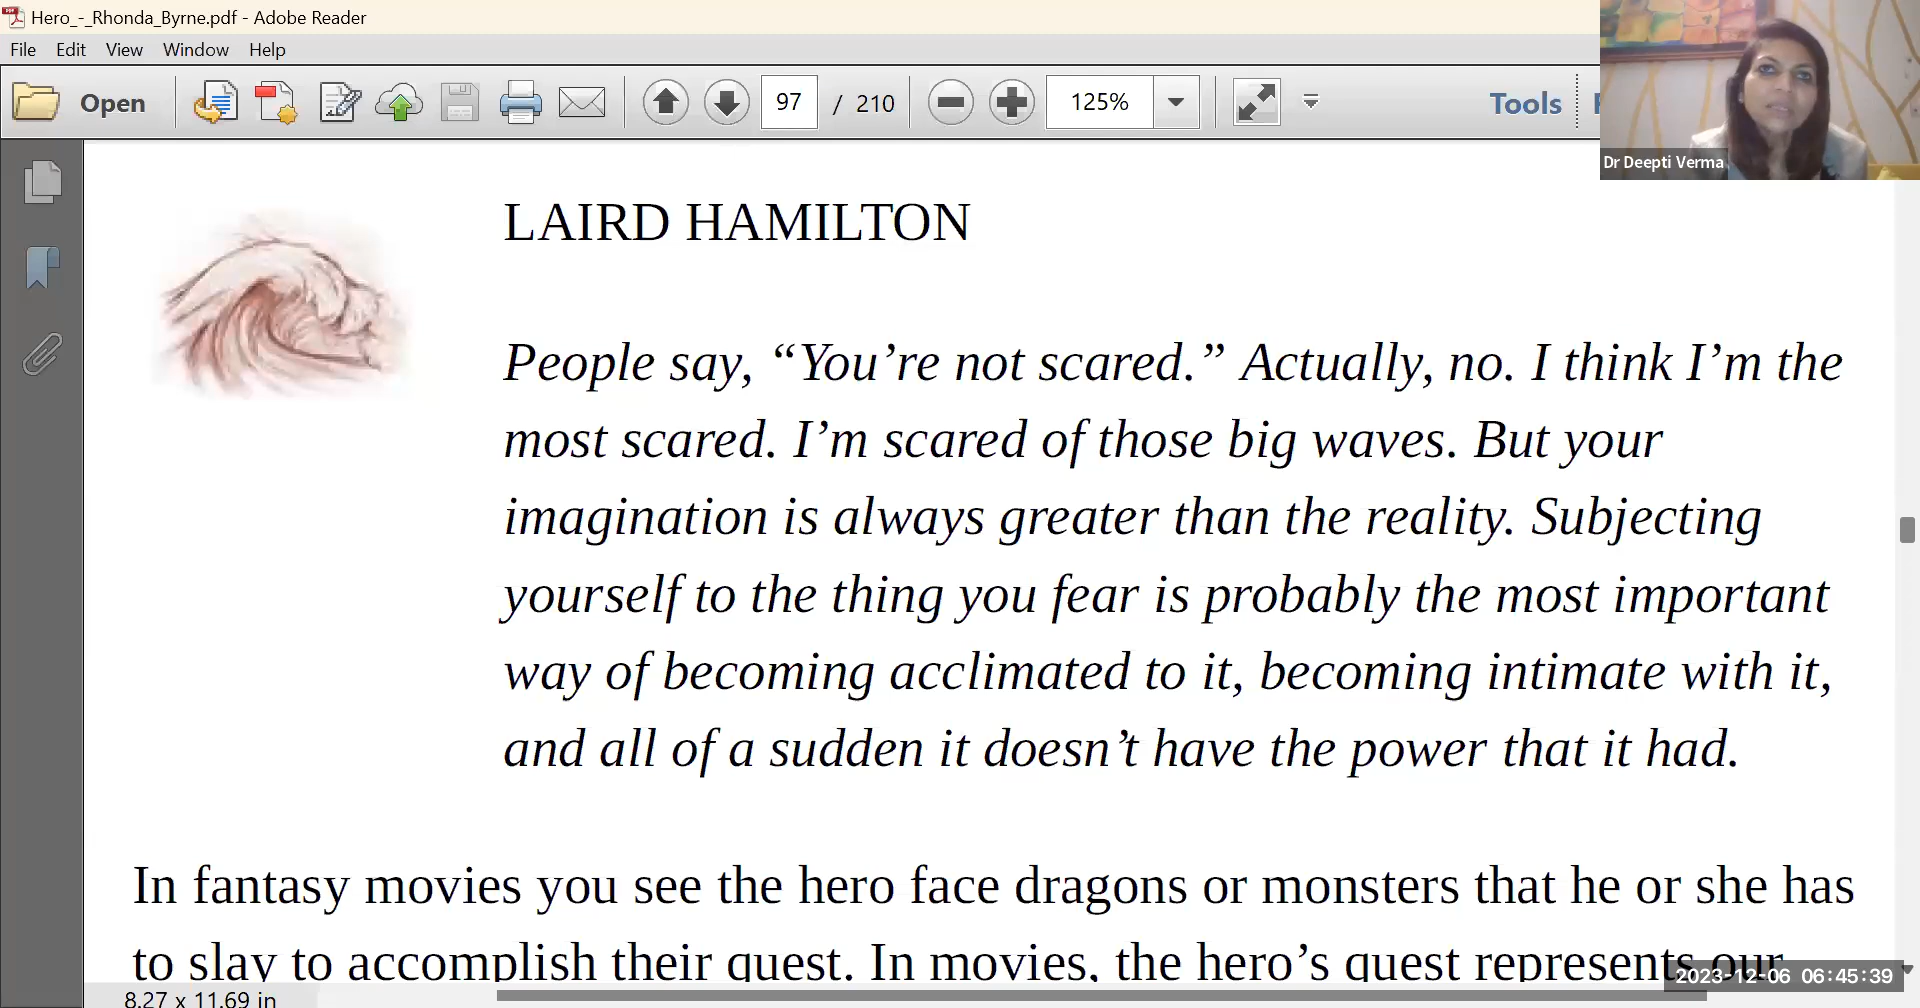 Hero_-_Rhonda_Byrne.pdf - Adobe Reader
File Edit View Window Help
Open 97 / 210 125% Tools
Dr Deepti Verma
LAIRD HAMILTON
People say, “You’re not scared.” Actually, no. I think I’m the
most scared. I’m scared of those big waves. But your
imagination is always greater than the reality. Subjecting
yourself to the thing you fear is probably the most important
way of becoming acclimated to it, becoming intimate with it,
and all of a sudden it doesn’t have the power that it had.
In fantasy movies you see the hero face dragons or monsters that he or she has
to slay to accomplish their quest. In movies, the hero’s quest represents our
2023-12-06 06:45:39
8.27 x 11.69 in